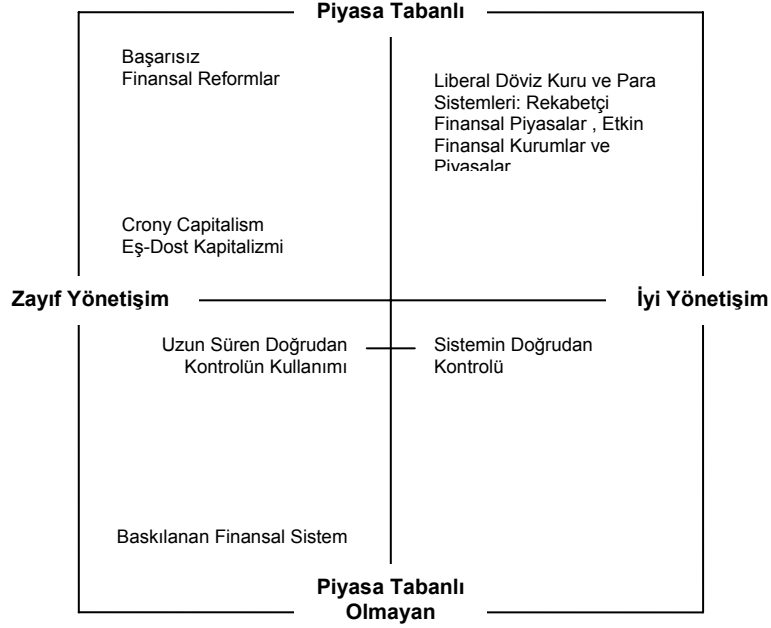 Piyasa Tabanlı
Başarısız
Finansal Reformlar
Liberal Döviz Kuru ve Para
Sistemleri: Rekabetçi
Finansal Piyasalar , Etkin
Finansal Kurumlar ve
Piyasalar
Crony Capitalism
Eş-Dost Kapitalizmi
Zayıf Yönetişim
İyi Yönetişim
Uzun Süren Doğrudan
Kontrolün Kullanımı
Sistemin Doğrudan
Kontrolü
Baskılanan Finansal Sistem
Piyasa Tabanlı
Olmayan